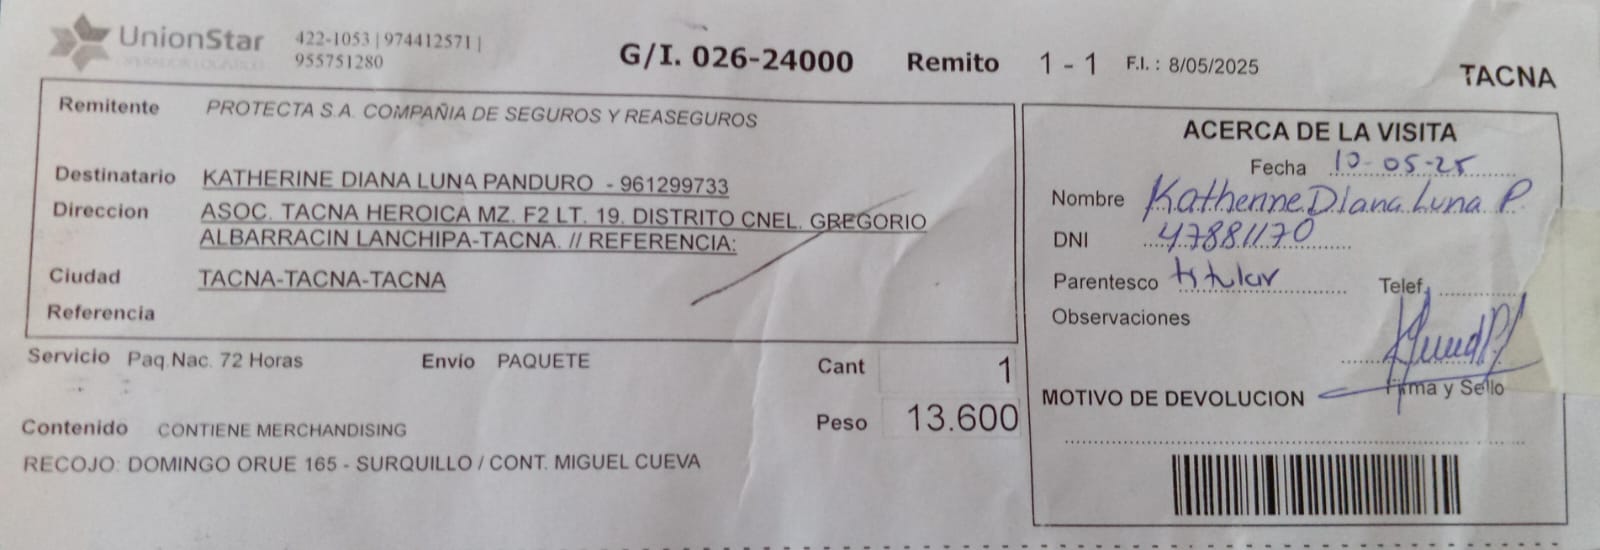 UnionStar 422-1053 | 974412571 |
955751280
G/I. 026-24000 Remito 1 - 1 F.I. : 8/05/2025 TACNA
Remitente PROTECTA S.A. COMPAÑIA DE SEGUROS Y REASEGUROS
Destinatario KATHERINE DIANA LUNA PANDURO - 961299733
Direccion ASOC. TACNA HEROICA MZ. F2 LT. 19. DISTRITO CNEL. GREGORIO
ALBARRACIN LANCHIPA-TACNA. // REFERENCIA:
Ciudad TACNA-TACNA-TACNA
Referencia
Servicio Paq.Nac. 72 Horas Envio PAQUETE Cant 1
Peso 13.600
Contenido CONTIENE MERCHANDISING
RECOJO: DOMINGO ORUE 165 - SURQUILLO / CONT. MIGUEL CUEVA
ACERCA DE LA VISITA
Fecha 10-05-25
Nombre Katherine Diana Luna P.
DNI 47881170
Parentesco titular Telef.
Observaciones
Firma y Sello
MOTIVO DE DEVOLUCION